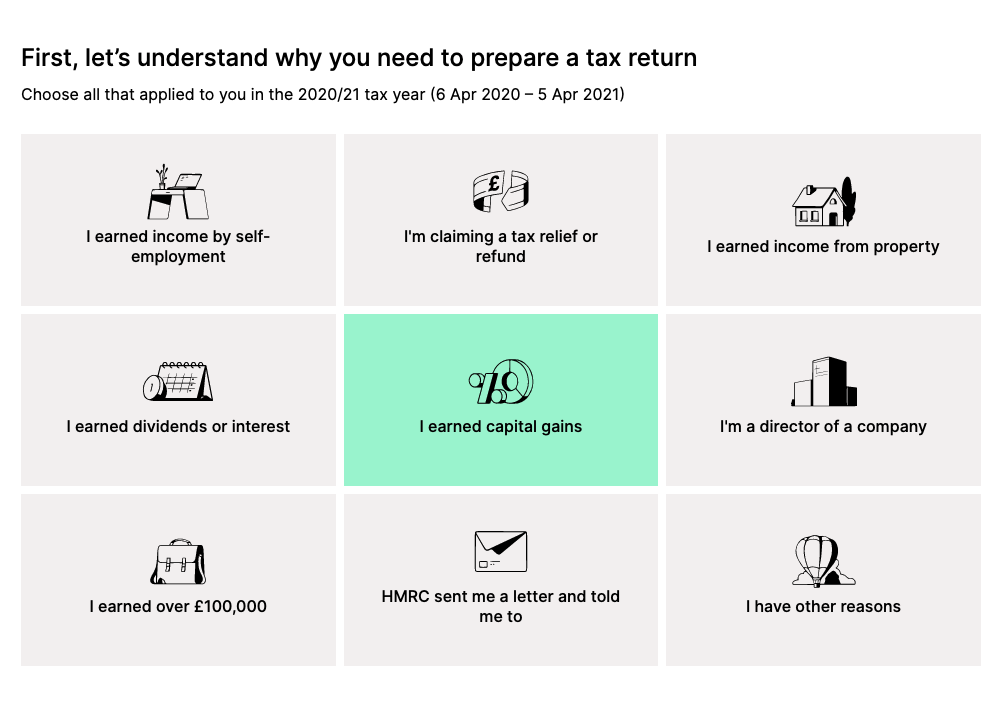 First, let’s understand why you need to prepare a tax return
Choose all that applied to you in the 2020/21 tax year (6 Apr 2020 – 5 Apr 2021)
£
I earned income by self-
employment
I'm claiming a tax relief or
refund
I earned income from property
I earned dividends or interest
I earned capital gains
I'm a director of a company
I earned over £100,000
HMRC sent me a letter and told
me to
I have other reasons